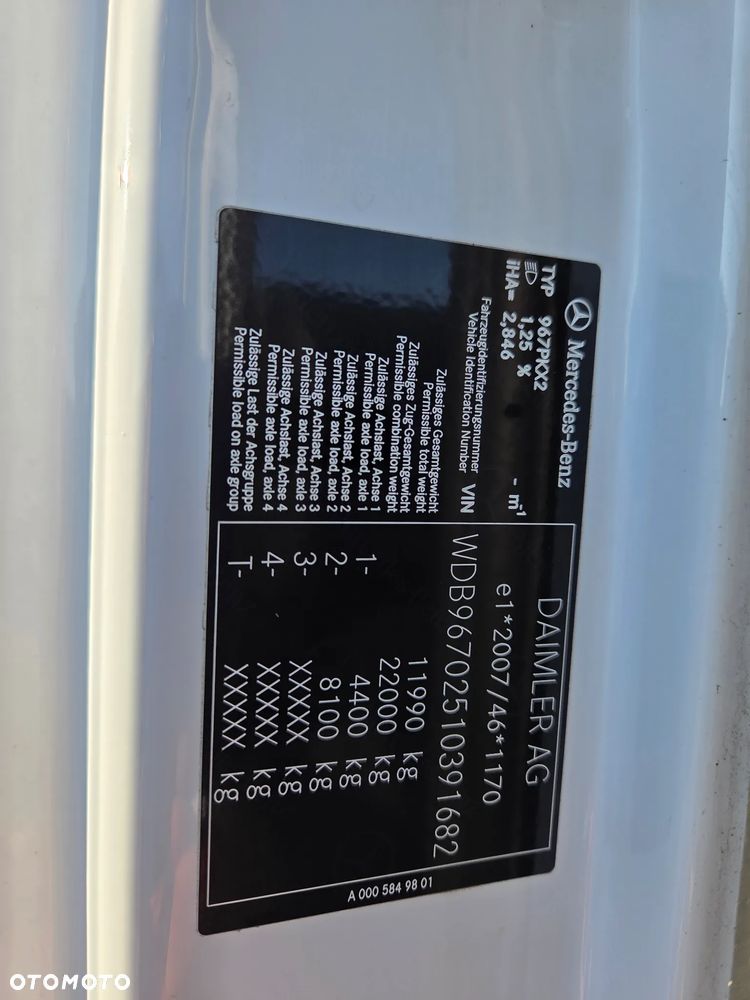 Mercedes-Benz
DAIMLER AG
TYP 967PKX2
1,25 % - m⁻¹
e1*2007/46*1170
iHA= 2,846
Fahrzeugidentifizierungsnummer
Vehicle Identification Number VIN
WDB96702510391682
Zulässiges Gesamtgewicht
Permissible total weight 11990 kg
Zulässiges Zug-Gesamtgewicht
Permissible combination weight 22000 kg
Zulässige Achslast, Achse 1
Permissible axle load, axle 1 1- 4400 kg
Zulässige Achslast, Achse 2
Permissible axle load, axle 2 2- 8100 kg
Zulässige Achslast, Achse 3
Permissible axle load, axle 3 3- XXXXX kg
Zulässige Achslast, Achse 4
Permissible axle load, axle 4 4- XXXXX kg
Zulässige Last der Achsgruppe
Permissible load on axle group T- XXXXX kg
A 000 584 98 01
OTOMOTO